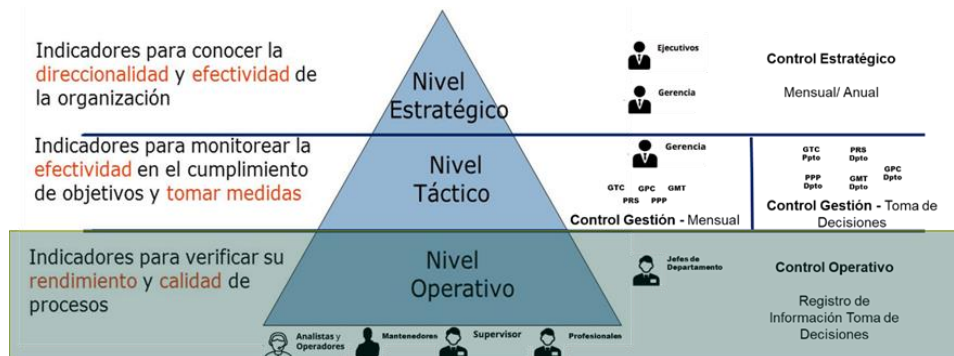 Indicadores para conocer la
direccionalidad y efectividad de
la organización
Nivel
Estratégico
Ejecutivos
Gerencia
Control Estratégico
Mensual/ Anual
Indicadores para monitorear la
efectividad en el cumplimiento
de objetivos y tomar medidas
Nivel
Táctico
Gerencia
GTC GPC GMT
PRS PPP
Control Gestión - Mensual
GTC
Ppto
PRS
Dpto
GPC
Dpto
PPP
Dpto
GMT
Dpto
Control Gestión - Toma de
Decisiones
Indicadores para verificar su
rendimiento y calidad de
procesos
Nivel
Operativo
Jefes de
Departamento
Control Operativo
Registro de
Información Toma de
Decisiones
Analistas y
Operadores
Mantenedores
Supervisor
Profesionales